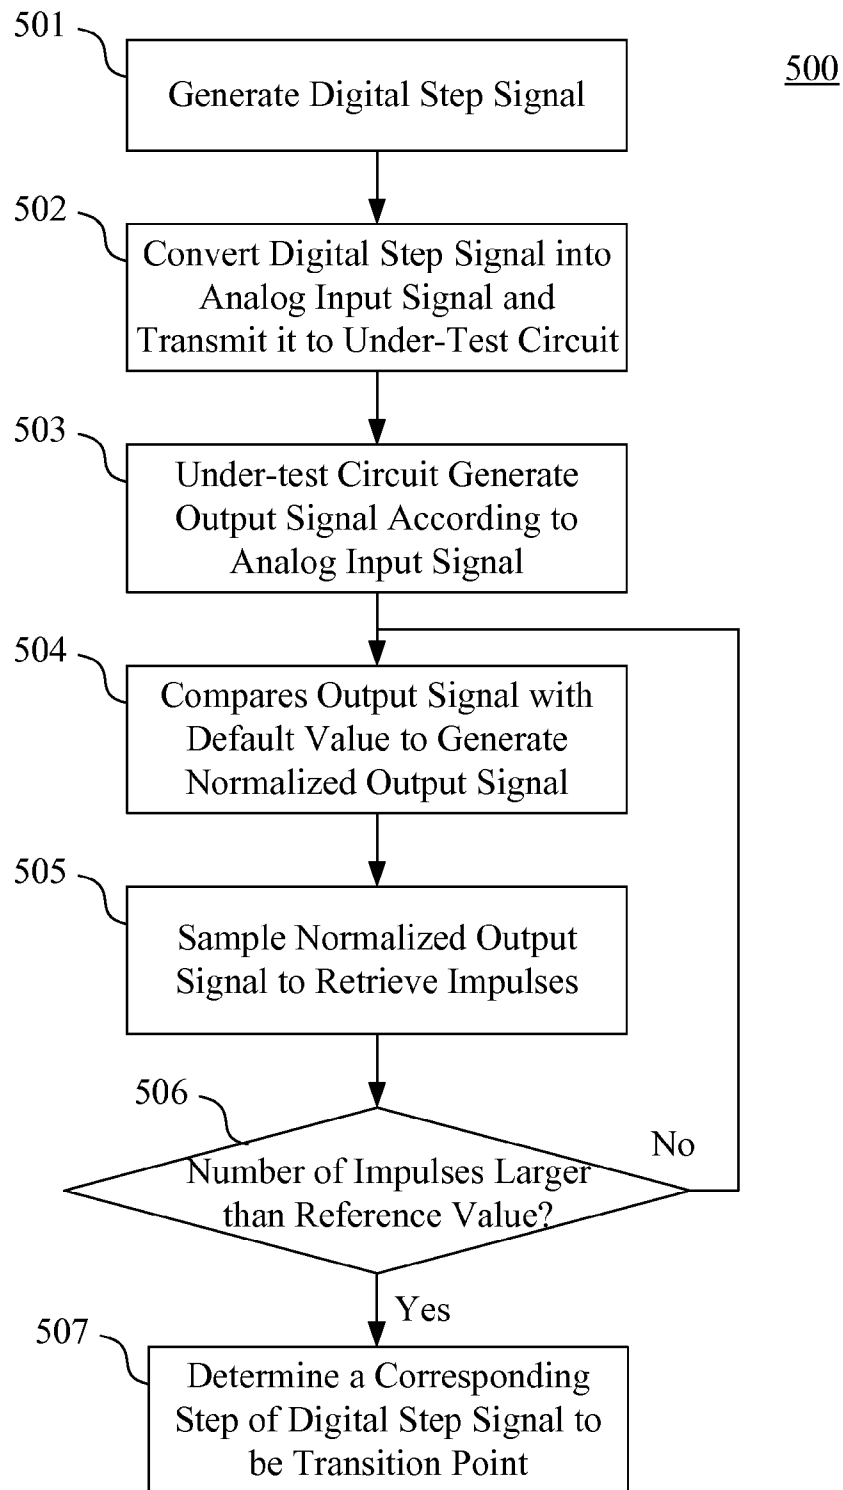 501
Generate Digital Step Signal
500
502
Convert Digital Step Signal into
Analog Input Signal and
Transmit it to Under-Test Circuit
503
Under-test Circuit Generate
Output Signal According to
Analog Input Signal
504
Compares Output Signal with
Default Value to Generate
Normalized Output Signal
505
Sample Normalized Output
Signal to Retrieve Impulses
506
Number of Impulses Larger
than Reference Value?
No
Yes
507
Determine a Corresponding
Step of Digital Step Signal to
be Transition Point